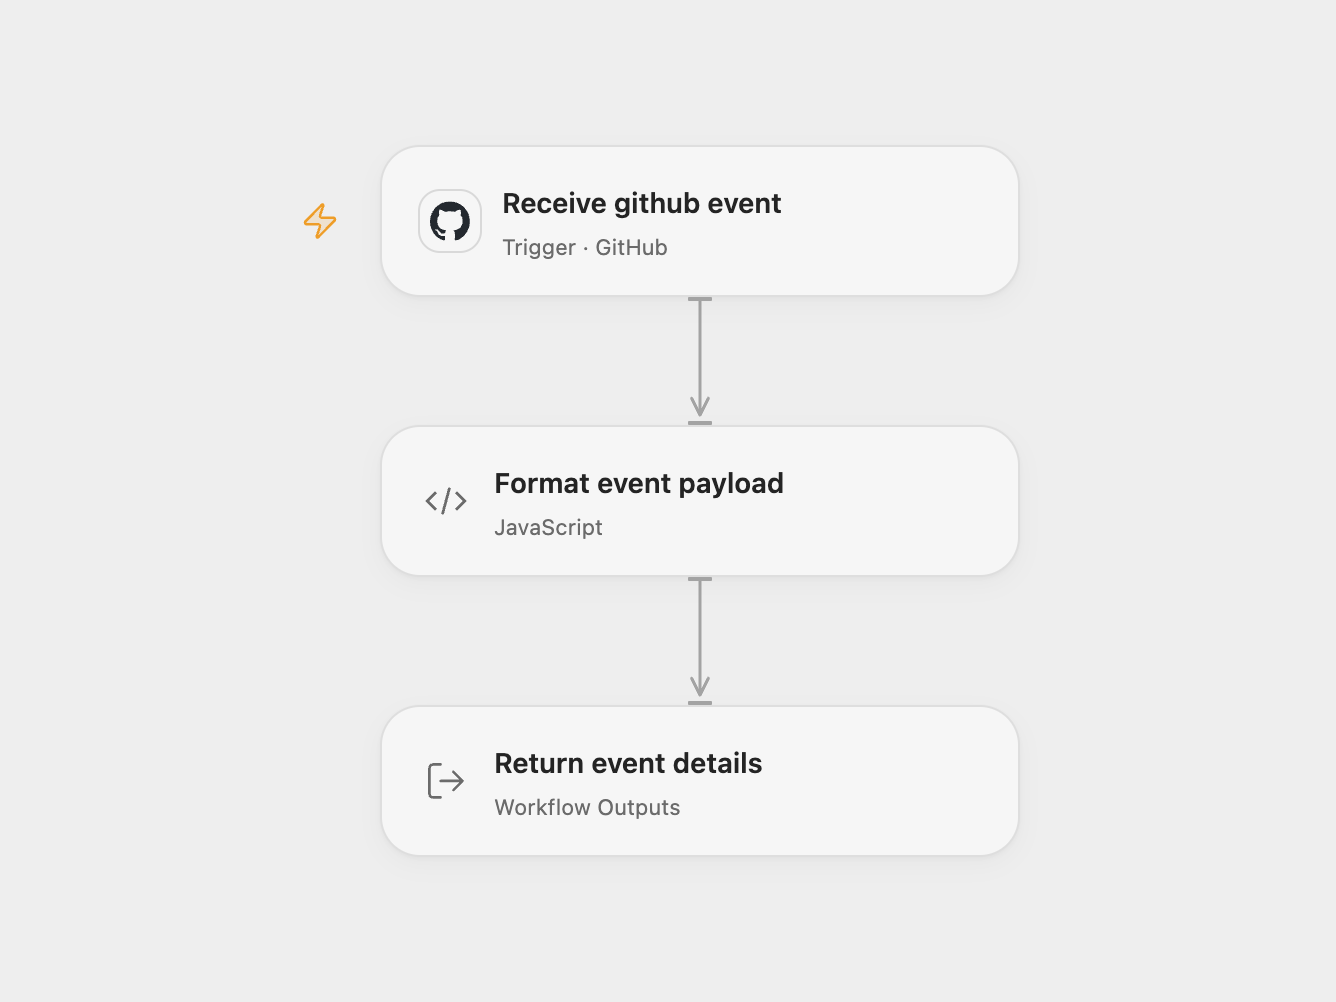 Receive github event
Trigger · GitHub
Format event payload
JavaScript
Return event details
Workflow Outputs